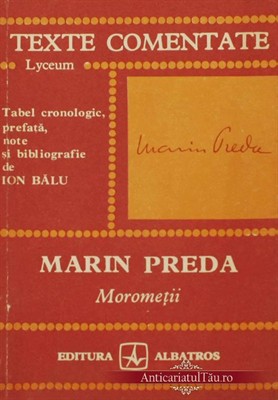 TEXTE COMENTATE
Lyceum
Tabel cronologic,
prefată,
note
și bibliografie
de
ION BĂLU
Marin Preda
MARIN PREDA
Moromeții
EDITURA ALBATROS
AnticariatulTău.ro